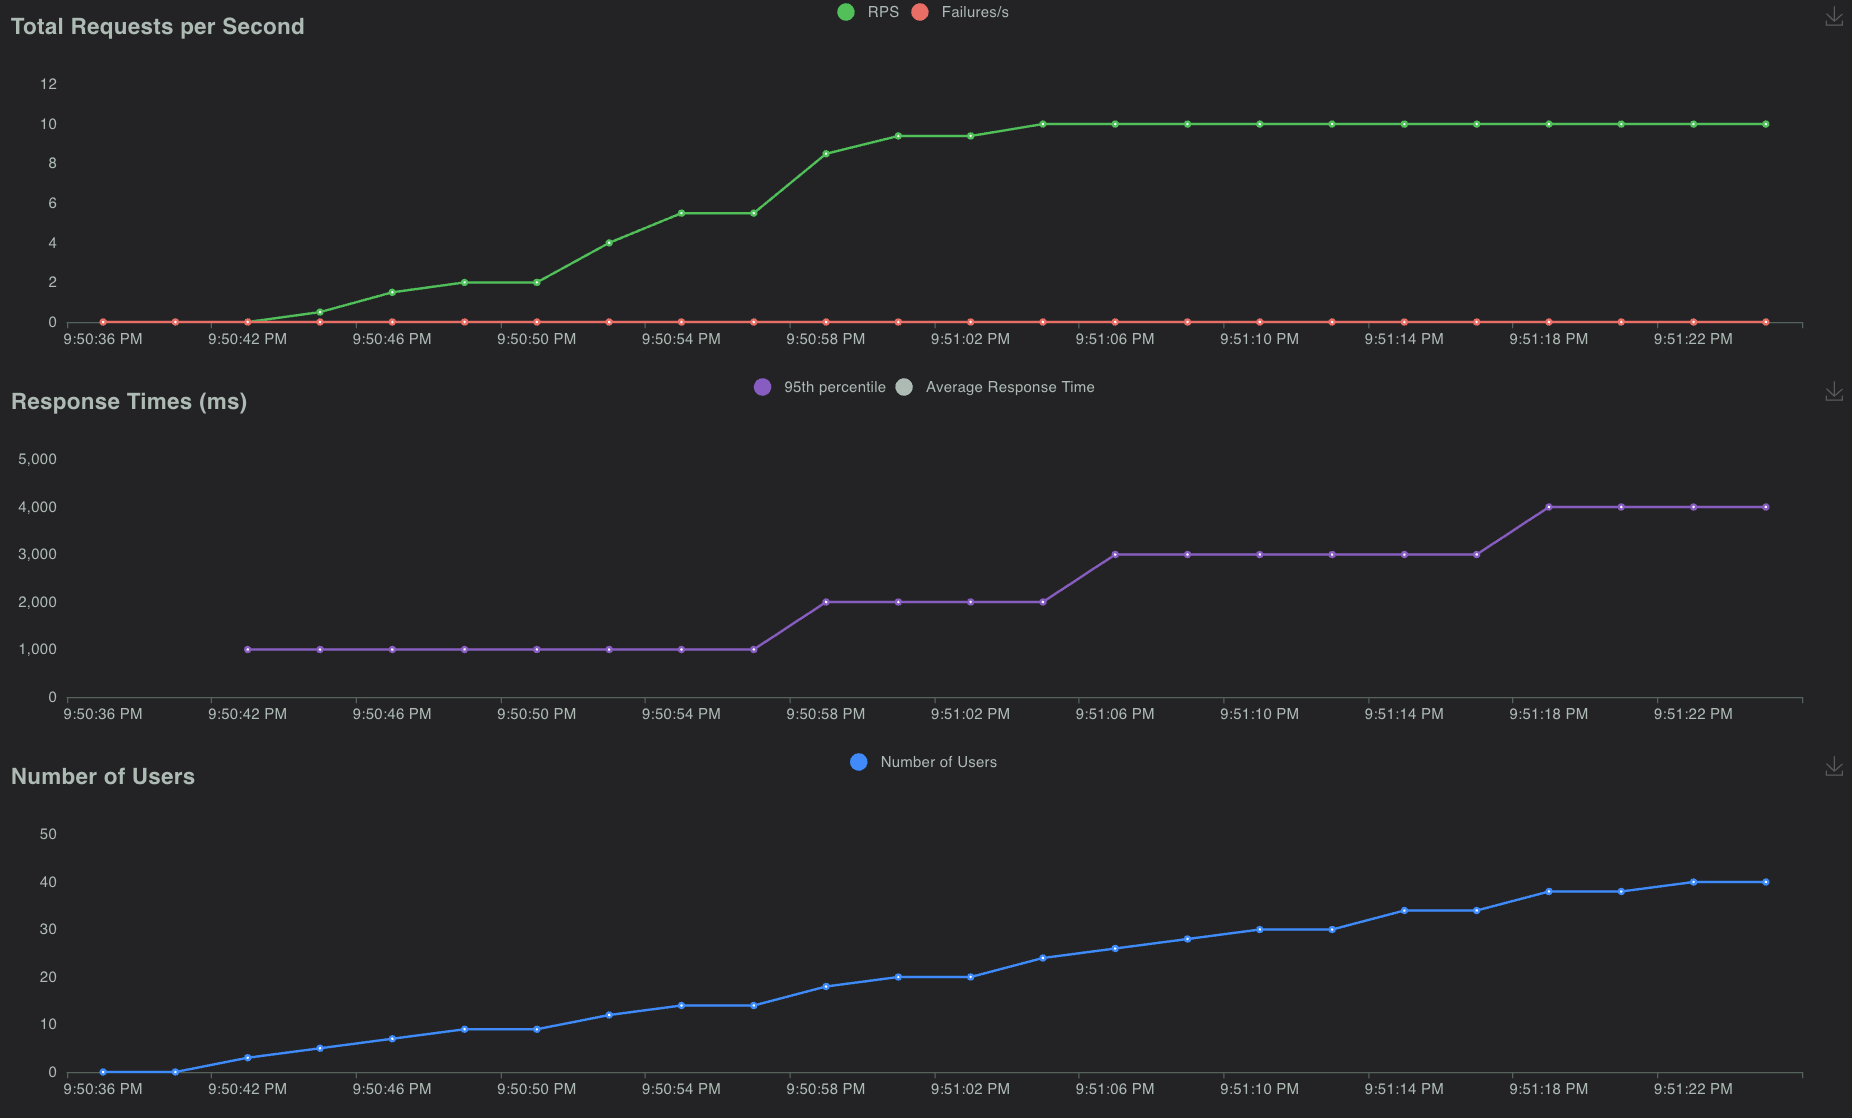 Total Requests per Second
RPS Failures/s
12
10
8
6
4
2
0
9:50:36 PM 9:50:42 PM 9:50:46 PM 9:50:50 PM 9:50:54 PM 9:50:58 PM 9:51:02 PM 9:51:06 PM 9:51:10 PM 9:51:14 PM 9:51:18 PM 9:51:22 PM
Response Times (ms)
95th percentile Average Response Time
5,000
4,000
3,000
2,000
1,000
0
9:50:36 PM 9:50:42 PM 9:50:46 PM 9:50:50 PM 9:50:54 PM 9:50:58 PM 9:51:02 PM 9:51:06 PM 9:51:10 PM 9:51:14 PM 9:51:18 PM 9:51:22 PM
Number of Users
Number of Users
50
40
30
20
10
0
9:50:36 PM 9:50:42 PM 9:50:46 PM 9:50:50 PM 9:50:54 PM 9:50:58 PM 9:51:02 PM 9:51:06 PM 9:51:10 PM 9:51:14 PM 9:51:18 PM 9:51:22 PM